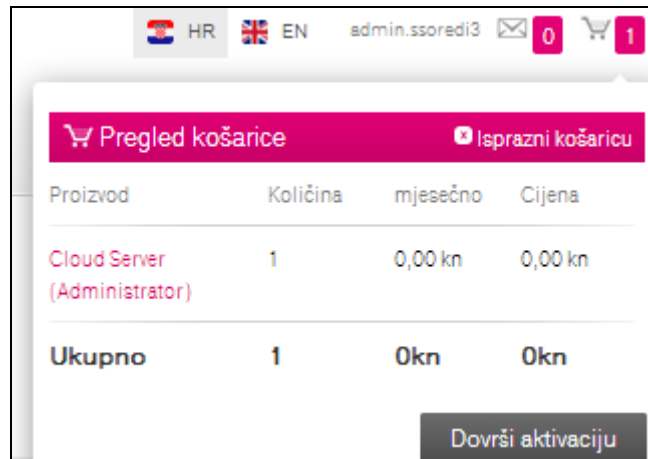 HR EN admin.ssoredi3 0 1
Pregled košarice Isprazni košaricu
Proizvod Količina mjesečno Cijena
Cloud Server 1 0,00 kn 0,00 kn
(Administrator)
Ukupno 1 0kn 0kn
Dovrši aktivaciju